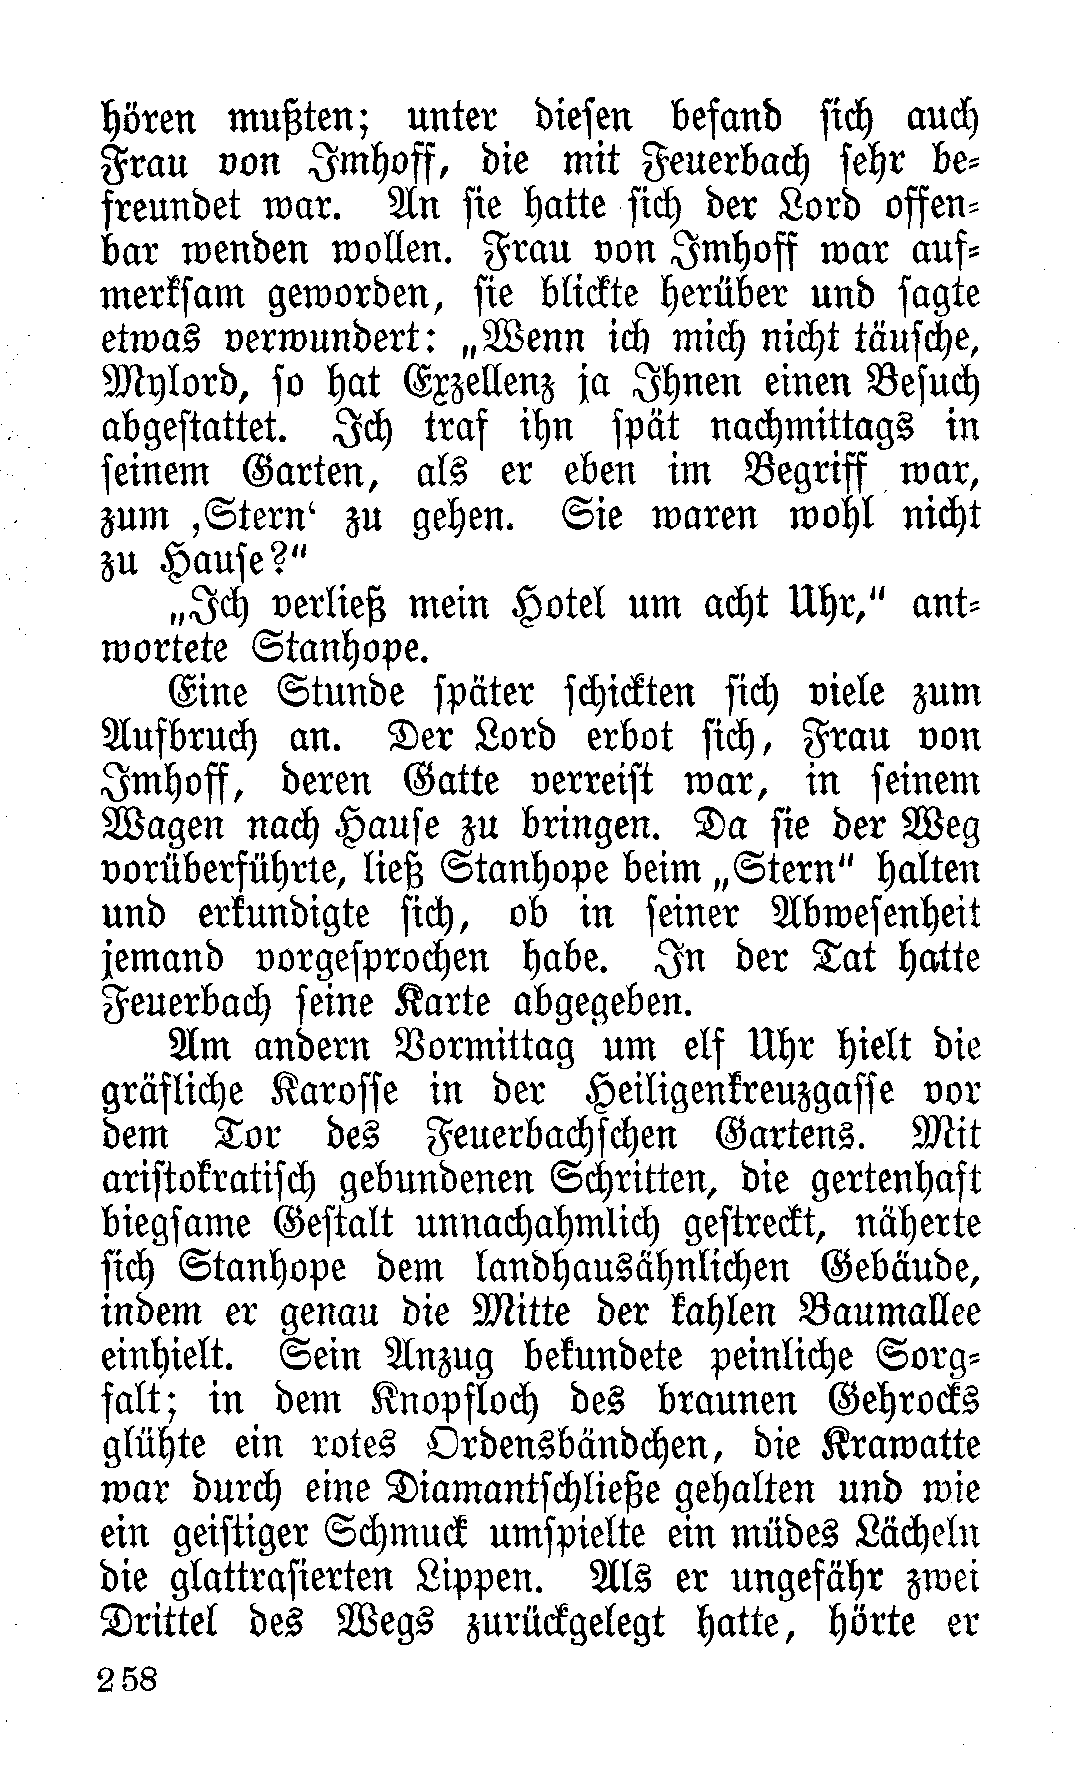 hören mußten; unter diesen befand sich auch
Frau von Imhoff, die mit Feuerbach sehr be-
freundet war. An sie hatte sich der Lord offen-
bar wenden wollen. Frau von Imhoff war auf-
merksam geworden, sie blickte herüber und sagte
etwas verwundert: „Wenn ich mich nicht täusche,
Mylord, so hat Exzellenz ja Ihnen einen Besuch
abgestattet. Ich traf ihn spät nachmittags in
seinem Garten, als er eben im Begriff war,
zum ‚Stern‘ zu gehen. Sie waren wohl nicht
zu Hause?“
„Ich verließ mein Hotel um acht Uhr,“ ant-
wortete Stanhope.
Eine Stunde später schickten sich viele zum
Aufbruch an. Der Lord erbot sich, Frau von
Imhoff, deren Gatte verreist war, in seinem
Wagen nach Hause zu bringen. Da sie der Weg
vorüberführte, ließ Stanhope beim „Stern“ halten
und erkundigte sich, ob in seiner Abwesenheit
jemand vorgesprochen habe. In der Tat hatte
Feuerbach seine Karte abgegeben.
Am andern Vormittag um elf Uhr hielt die
gräfliche Karosse in der Heiligenkreuzgasse vor
dem Tor des Feuerbachschen Gartens. Mit
aristokratisch gebundenen Schritten, die gertenhaft
biegsame Gestalt unnachahmlich gestreckt, näherte
sich Stanhope dem landhausähnlichen Gebäude,
indem er genau die Mitte der kahlen Baumallee
einhielt. Sein Anzug bekundete peinliche Sorg-
falt; in dem Knopfloch des braunen Gehrocks
glühte ein rotes Ordensbändchen, die Krawatte
war durch eine Diamantschließe gehalten und wie
ein geistiger Schmuck umspielte ein müdes Lächeln
die glattrasierten Lippen. Als er ungefähr zwei
Drittel des Wegs zurückgelegt hatte, hörte er
258